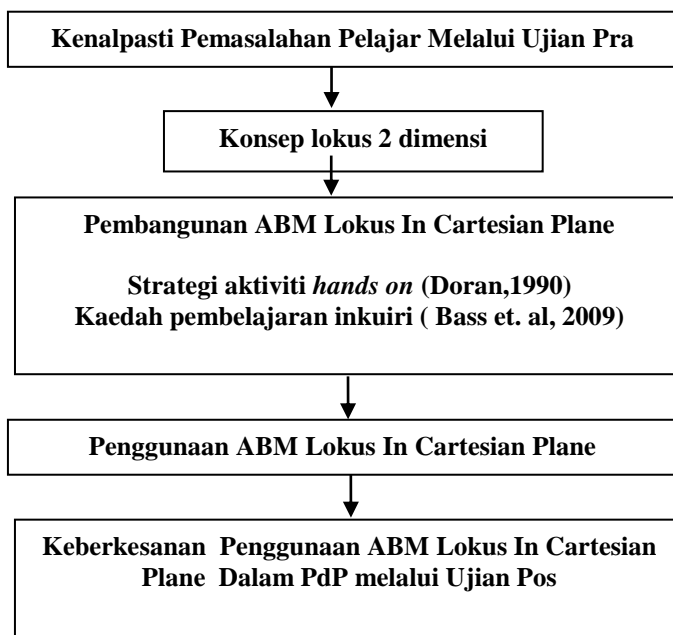 Kenalpasti Pemasalahan Pelajar Melalui Ujian Pra
Konsep lokus 2 dimensi
Pembangunan ABM Lokus In Cartesian Plane
Strategi aktiviti hands on (Doran,1990)
Kaedah pembelajaran inkuiri ( Bass et. al, 2009)
Penggunaan ABM Lokus In Cartesian Plane
Keberkesanan Penggunaan ABM Lokus In Cartesian
Plane Dalam PdP melalui Ujian Pos